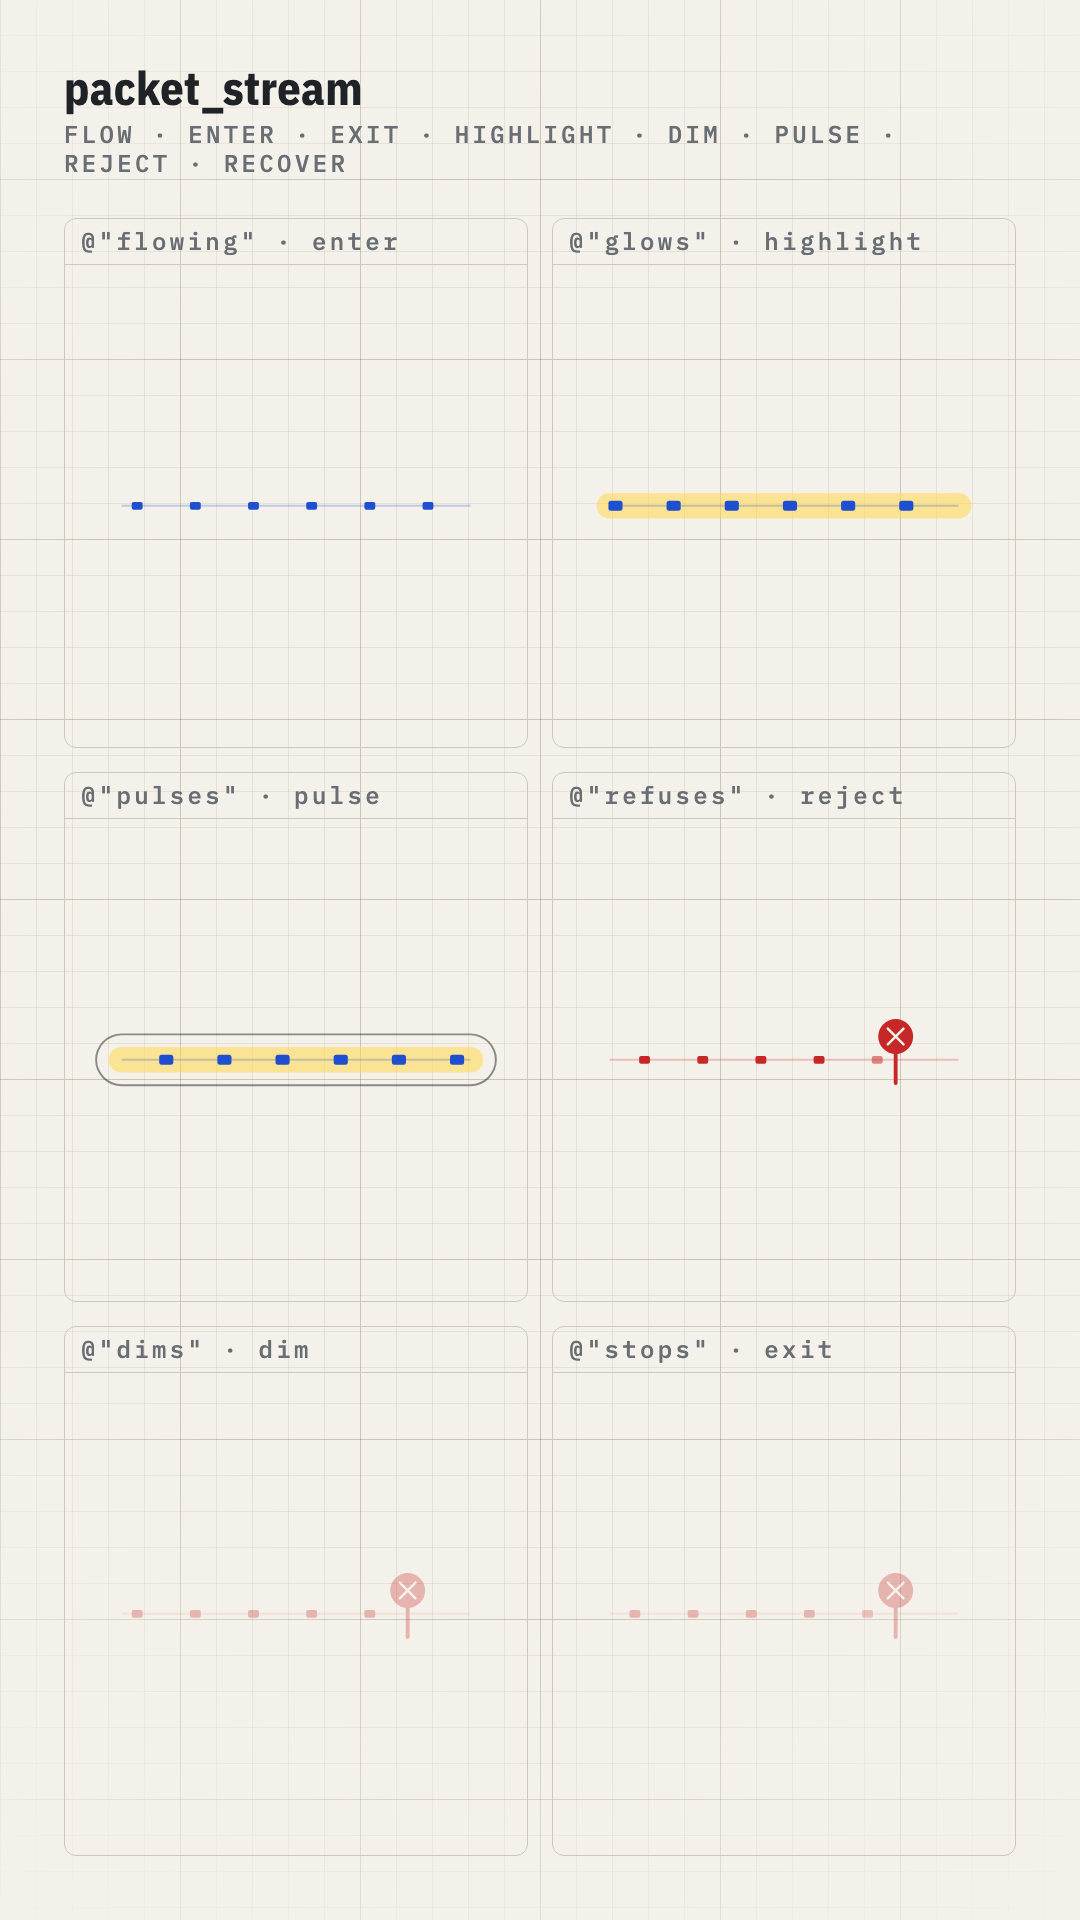 packet_stream
FLOW · ENTER · EXIT · HIGHLIGHT · DIM · PULSE ·
REJECT · RECOVER
@"flowing" · enter
@"glows" · highlight
@"pulses" · pulse
@"refuses" · reject
@"dims" · dim
@"stops" · exit